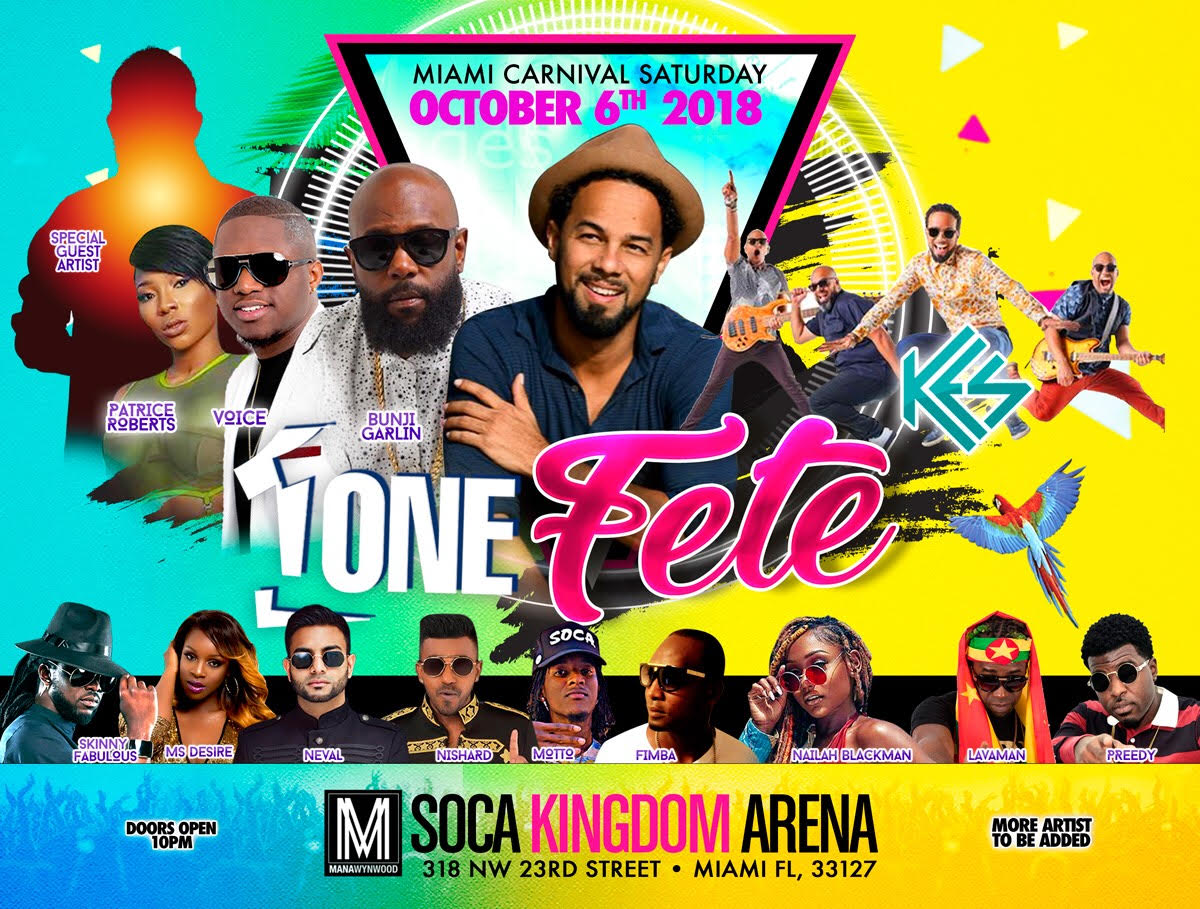 MIAMI CARNIVAL SATURDAY
OCTOBER 6TH 2018
SPECIAL
GUEST
ARTIST
PATRICE
ROBERTS
VOICE
BUNJI
GARLIN
KES
1 ONE Fete
SOCA
SKINNY
FABULOUS
MS DESIRE
NEVAL
NISHARD
MOTTO
FIMBA
NAILAH BLACKMAN
LAVAMAN
PREEDY
DOORS OPEN
10PM
M
MANAWYNWOOD
SOCA KINGDOM ARENA
318 NW 23RD STREET • MIAMI FL, 33127
MORE ARTIST
TO BE ADDED